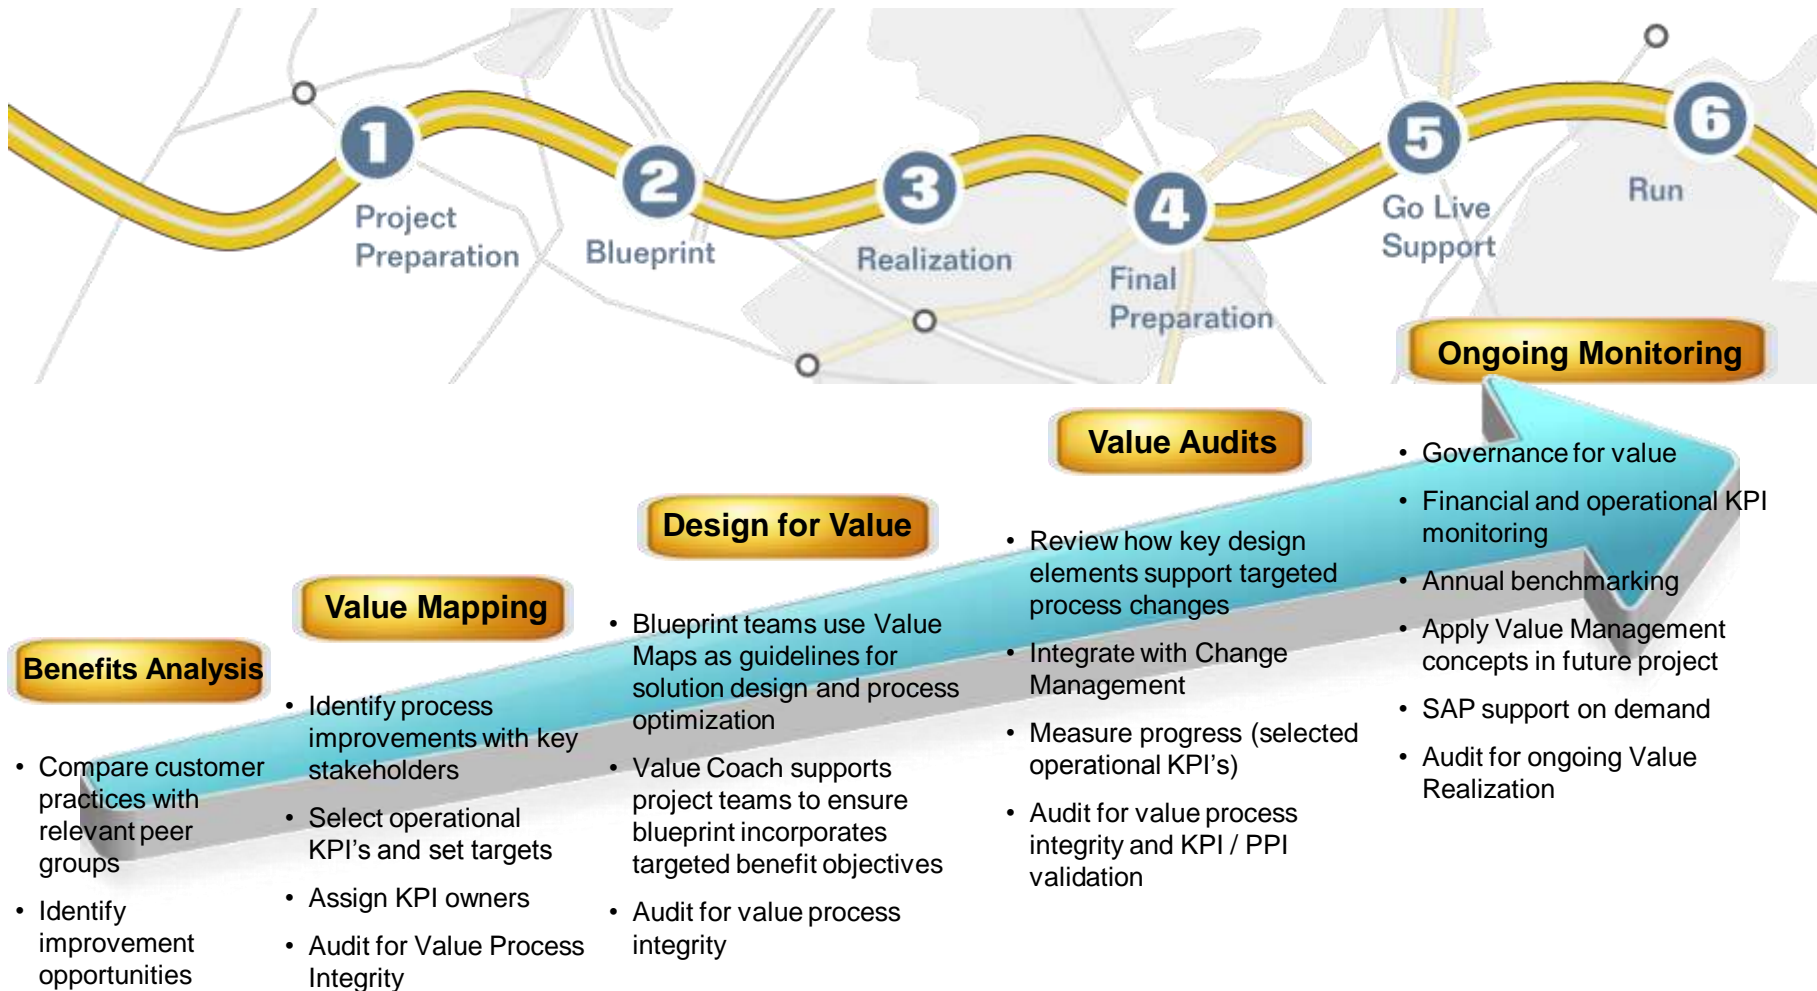 1
Project
Preparation
2
Blueprint
3
Realization
4
Final
Preparation
5
Go Live
Support
6
Run
Benefits Analysis
• Compare customer
practices with
relevant peer
groups
• Identify
improvement
opportunities
Value Mapping
• Identify process
improvements with key
stakeholders
• Select operational
KPI’s and set targets
• Assign KPI owners
• Audit for Value Process
Integrity
Design for Value
• Blueprint teams use Value
Maps as guidelines for
solution design and process
optimization
• Value Coach supports
project teams to ensure
blueprint incorporates
targeted benefit objectives
• Audit for value process
integrity
Value Audits
• Review how key design
elements support targeted
process changes
• Integrate with Change
Management
• Measure progress (selected
operational KPI’s)
• Audit for value process
integrity and KPI / PPI
validation
Ongoing Monitoring
• Governance for value
• Financial and operational KPI
monitoring
• Annual benchmarking
• Apply Value Management
concepts in future project
• SAP support on demand
• Audit for ongoing Value
Realization